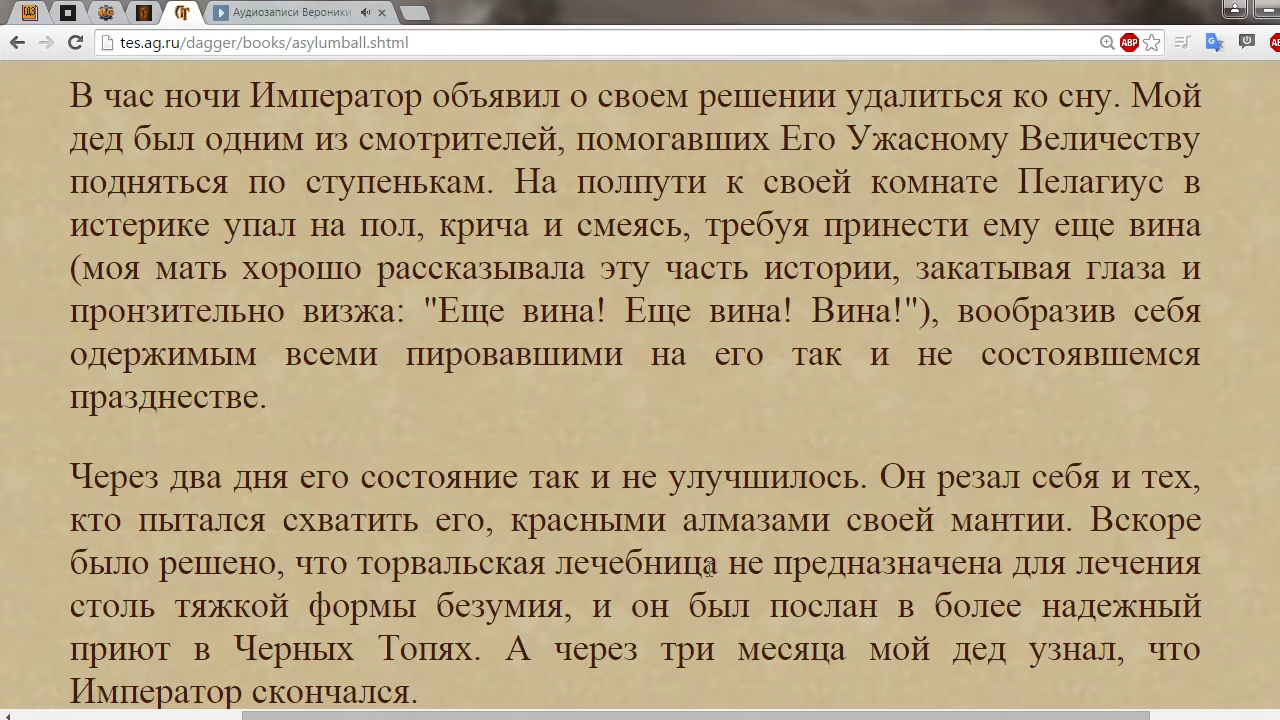 Аудиозаписи Вероники
tes.ag.ru/dagger/books/asylumball.shtml
В час ночи Император объявил о своем решении удалиться ко сну. Мой
дед был одним из смотрителей, помогавших Его Ужасному Величеству
подняться по ступенькам. На полпути к своей комнате Пелагиус в
истерике упал на пол, крича и смеясь, требуя принести ему еще вина
(моя мать хорошо рассказывала эту часть истории, закатывая глаза и
пронзительно визжа: "Еще вина! Еще вина! Вина!"), вообразив себя
одержимым всеми пировавшими на его так и не состоявшемся
празднестве.
Через два дня его состояние так и не улучшилось. Он резал себя и тех,
кто пытался схватить его, красными алмазами своей мантии. Вскоре
было решено, что торвальская лечебница не предназначена для лечения
столь тяжкой формы безумия, и он был послан в более надежный
приют в Черных Топях. А через три месяца мой дед узнал, что
Император скончался.